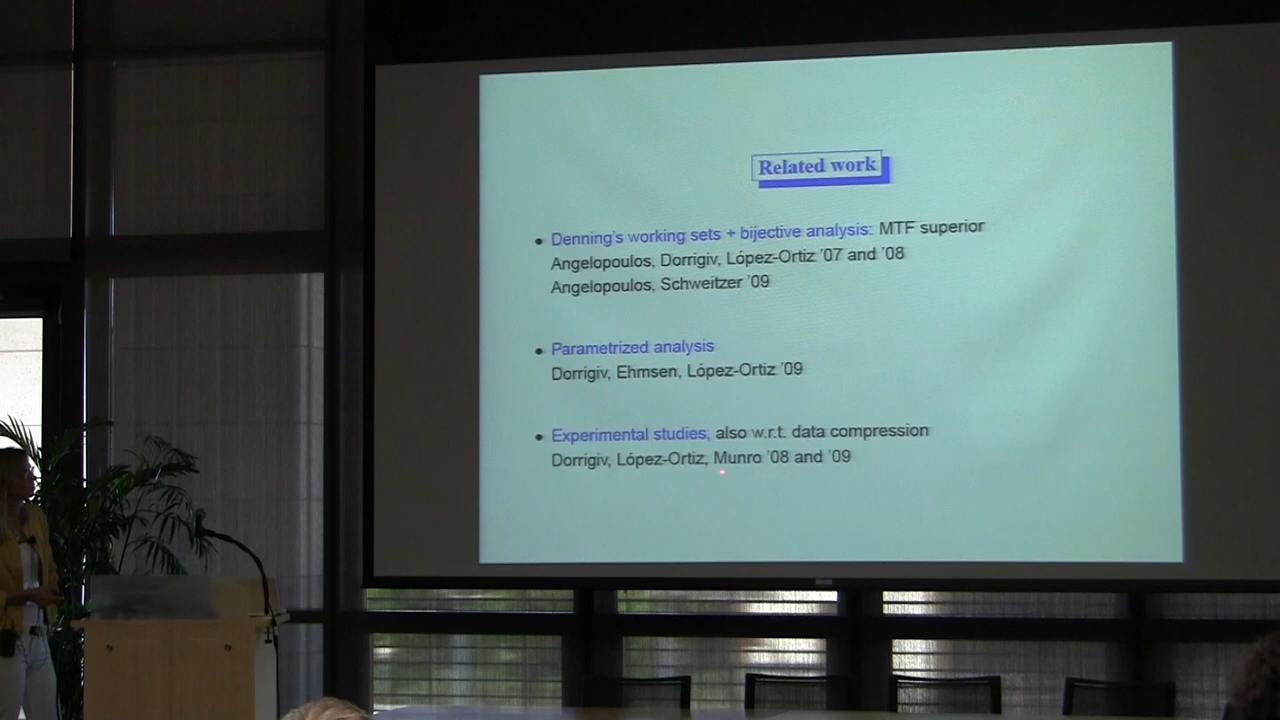 Related work
• Denning's working sets + bijective analysis: MTF superior
Angelopoulos, Dorrigiv, López-Ortiz '07 and '08
Angelopoulos, Schweitzer '09
• Parametrized analysis
Dorrigiv, Ehmsen, López-Ortiz '09
• Experimental studies, also w.r.t. data compression
Dorrigiv, López-Ortiz, Munro '08 and '09